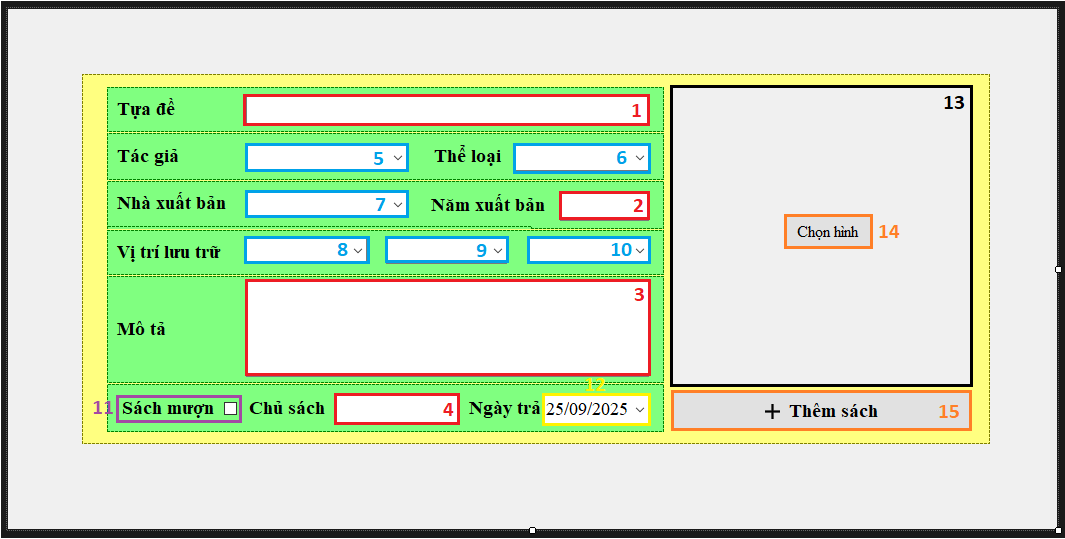 Tựa đề 1
Tác giả 5 Thể loại 6
Nhà xuất bản 7 Năm xuất bản 2
Vị trí lưu trữ 8 9 10
Mô tả 3
11 Sách mượn Chủ sách 4 Ngày trả 25/09/2025 12
13
Chọn hình 14
+ Thêm sách 15